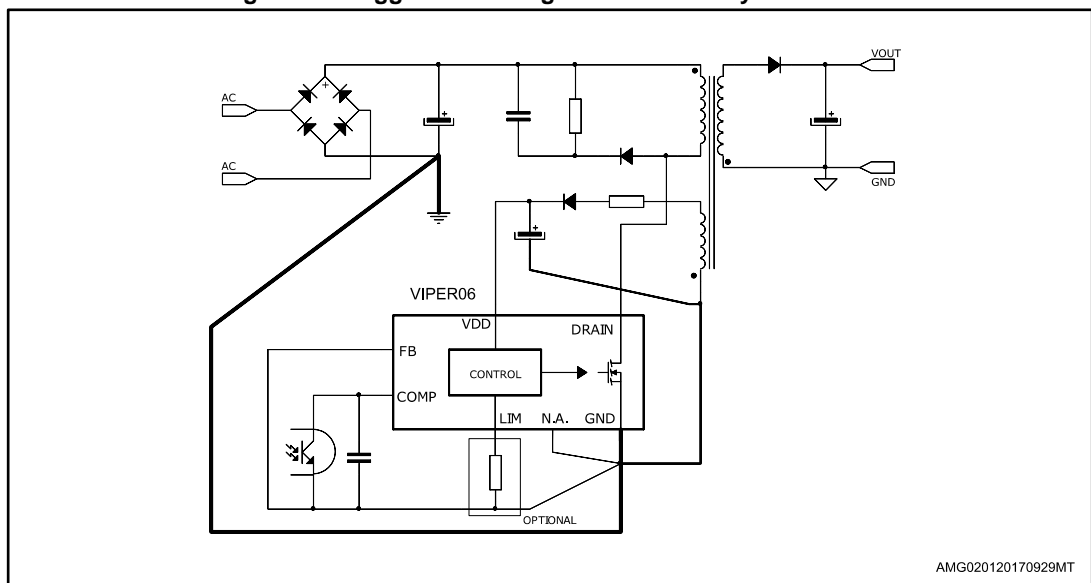 VOUT
AC
+
+
+
AC
GND
+
VIPER06
VDD
DRAIN
FB
CONTROL
COMP
LIM
N.A.
GND
OPTIONAL
AMG020120170929MT